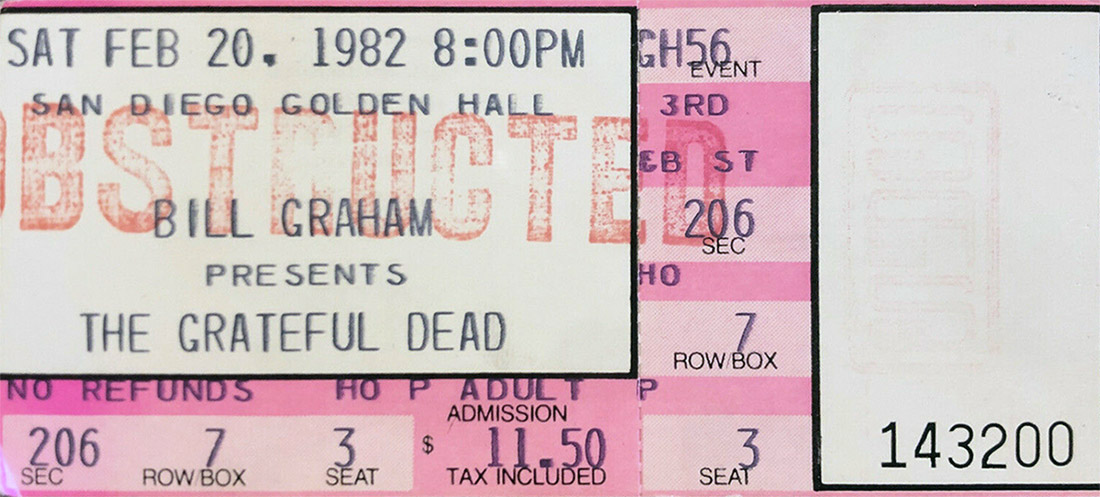 SAT FEB 20. 1982 8:00PM
SAN DIEGO GOLDEN HALL
OBSTRUCTED
BILL GRAHAM
PRESENTS
THE GRATEFUL DEAD
NO REFUNDS HO P ADULT P
ADMISSION
206 7 3 $ 11.50
SEC ROW/BOX SEAT TAX INCLUDED
GH56
EVENT
3RD
EB ST
206
SEC
HO
7
ROW/BOX
3
SEAT
143200